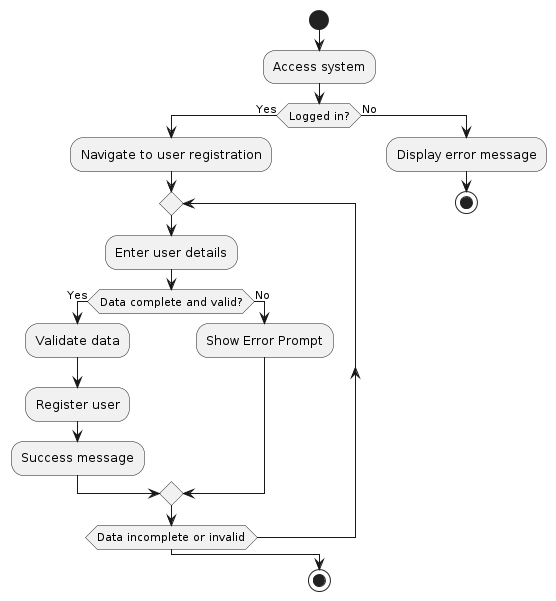 Access system
Yes
Logged in?
No
Navigate to user registration
Display error message
Enter user details
Yes
Data complete and valid?
No
Validate data
Show Error Prompt
Register user
Success message
Data incomplete or invalid